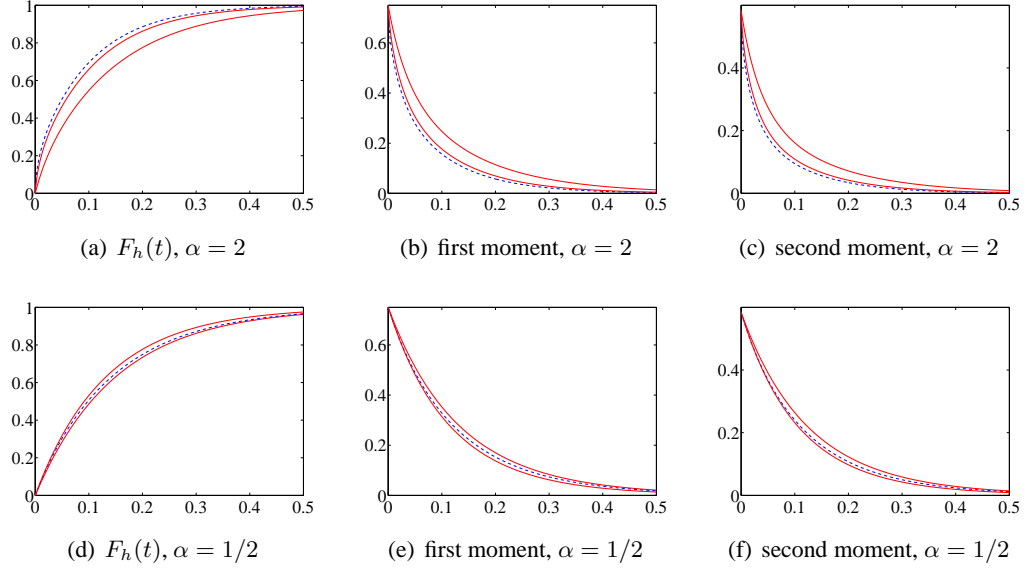 1
0.8
0.6
0.4
0.2
0
0 0.1 0.2 0.3 0.4 0.5
(a) F_h(t), α = 2
0.6
0.4
0.2
0
0 0.1 0.2 0.3 0.4 0.5
(b) first moment, α = 2
0.4
0.2
0
0 0.1 0.2 0.3 0.4 0.5
(c) second moment, α = 2
1
0.8
0.6
0.4
0.2
0
0 0.1 0.2 0.3 0.4 0.5
(d) F_h(t), α = 1/2
0.6
0.4
0.2
0
0 0.1 0.2 0.3 0.4 0.5
(e) first moment, α = 1/2
0.4
0.2
0
0 0.1 0.2 0.3 0.4 0.5
(f) second moment, α = 1/2